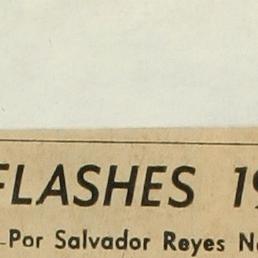 FLASHES 19
—Por Salvador Reyes N